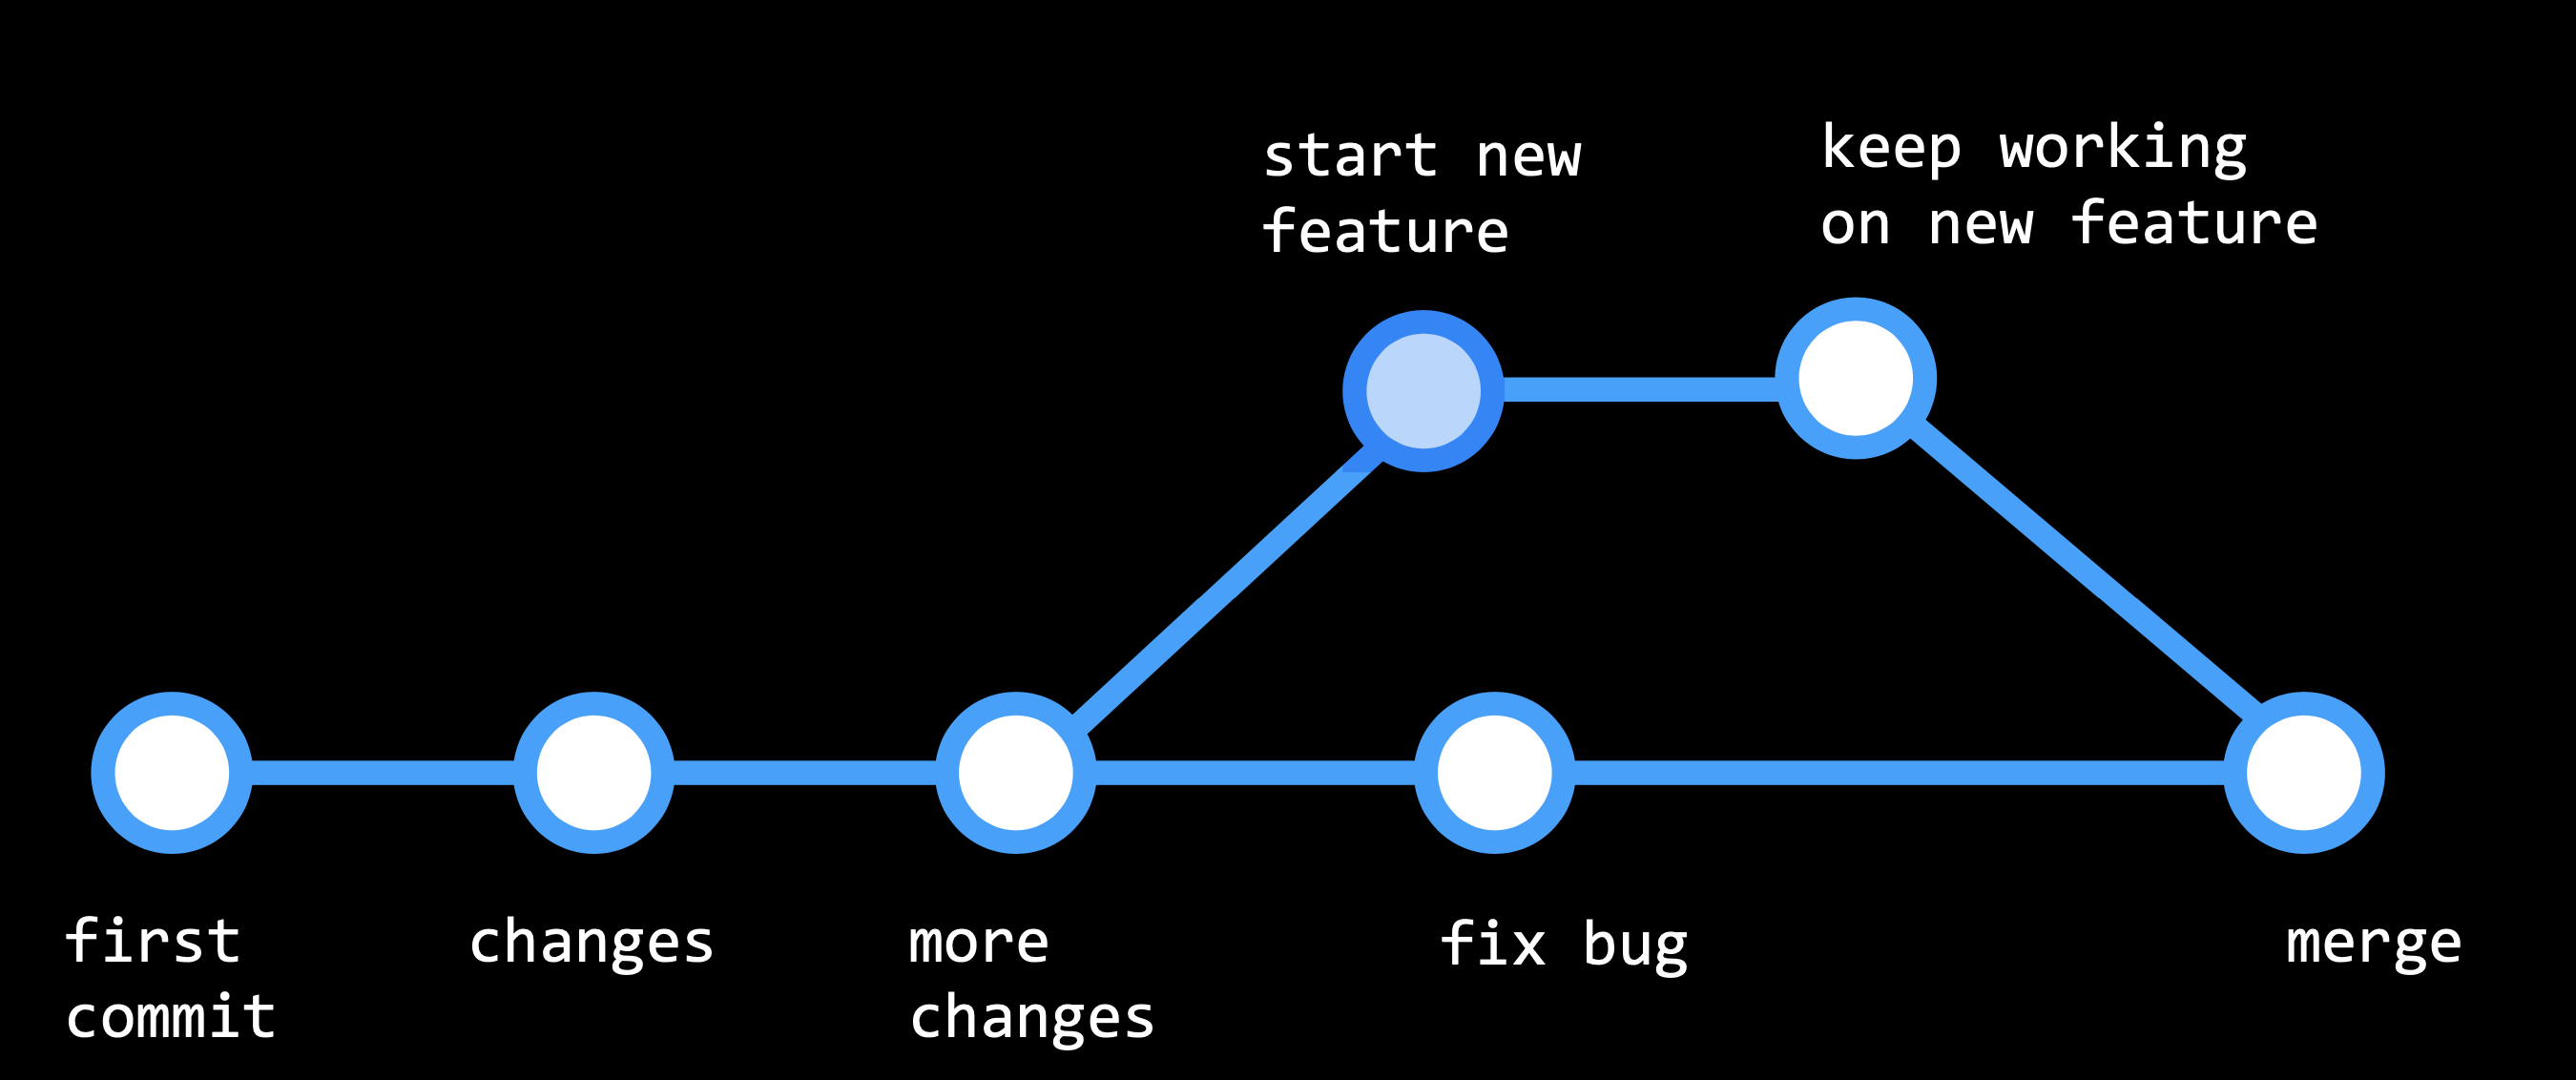 start new
feature
keep working
on new feature
first
commit
changes
more
changes
fix bug
merge